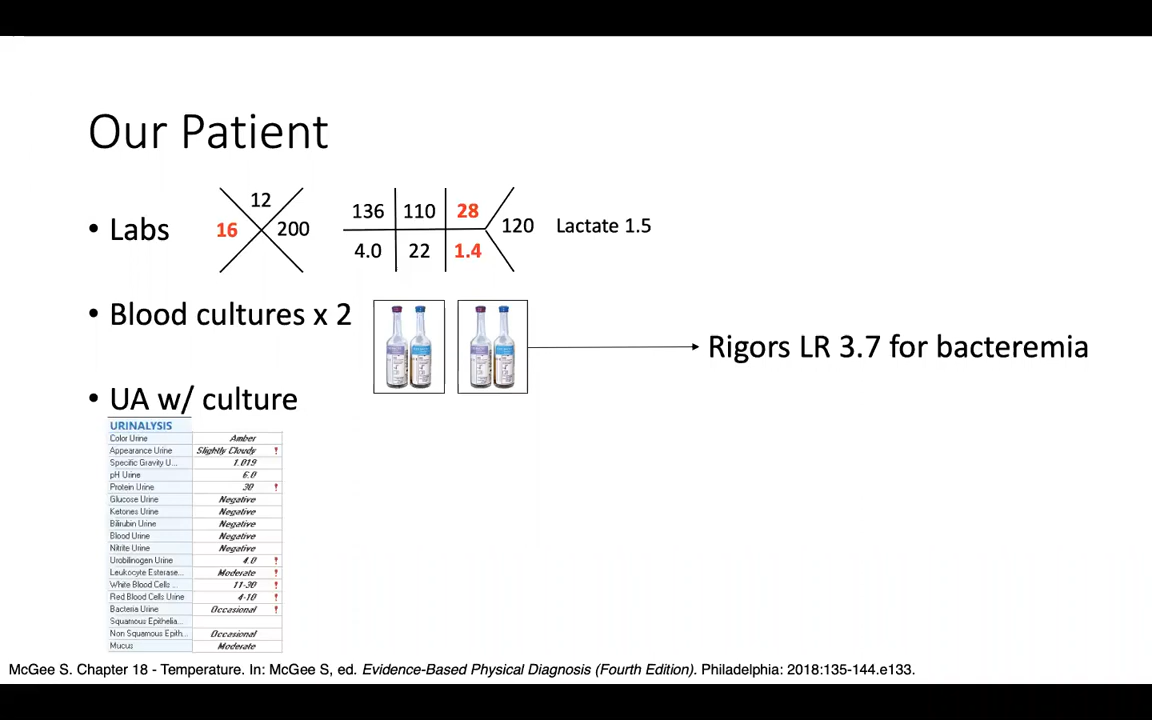 Our Patient
• Labs
12
16
200
136 110 28
120
4.0 22 1.4
Lactate 1.5
• Blood cultures x 2
Rigors LR 3.7 for bacteremia
• UA w/ culture
URINALYSIS
Color Urine Amber
Appearance Urine Slightly Cloudy !
Specific Gravity U... 1.019
pH Urine 6.0
Protein Urine 30 !
Glucose Urine Negative
Ketones Urine Negative
Bilirubin Urine Negative
Blood Urine Negative
Nitrite Urine Negative
Urobilinogen Urine 4.0 !
Leukocyte Esterase... Moderate !
White Blood Cells ... 11-30 !
Red Blood Cells Urine 4-10 !
Bacteria Urine Occasional !
Squamous Epithelia...
Non Squamous Epith... Occasional
Mucus Moderate
McGee S. Chapter 18 - Temperature. In: McGee S, ed. Evidence-Based Physical Diagnosis (Fourth Edition). Philadelphia: 2018:135-144.e133.